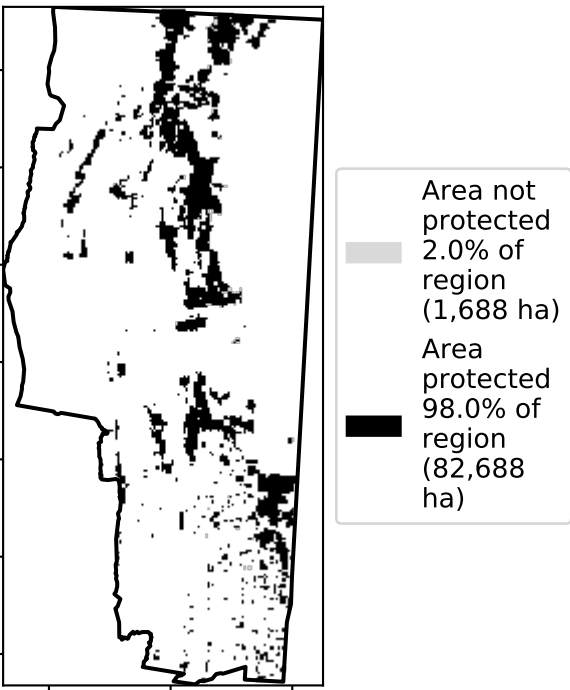 Area not
protected
2.0% of
region
(1,688 ha)
Area
protected
98.0% of
region
(82,688
ha)